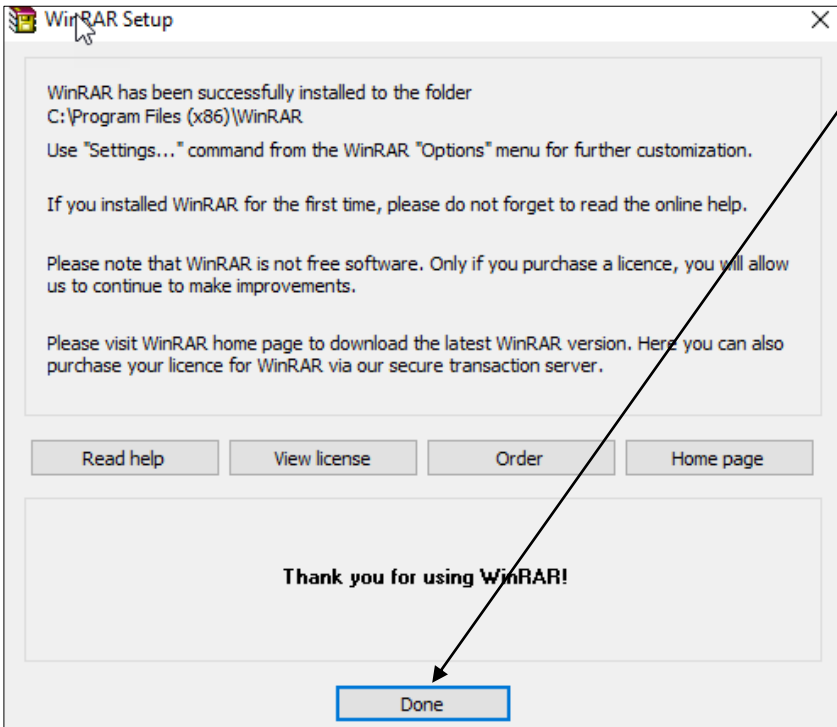 WinRAR Setup
WinRAR has been successfully installed to the folder
C:\Program Files (x86)\WinRAR
Use "Settings..." command from the WinRAR "Options" menu for further customization.
If you installed WinRAR for the first time, please do not forget to read the online help.
Please note that WinRAR is not free software. Only if you purchase a licence, you will allow
us to continue to make improvements.
Please visit WinRAR home page to download the latest WinRAR version. Here you can also
purchase your licence for WinRAR via our secure transaction server.
Read help View license Order Home page
Thank you for using WinRAR!
Done